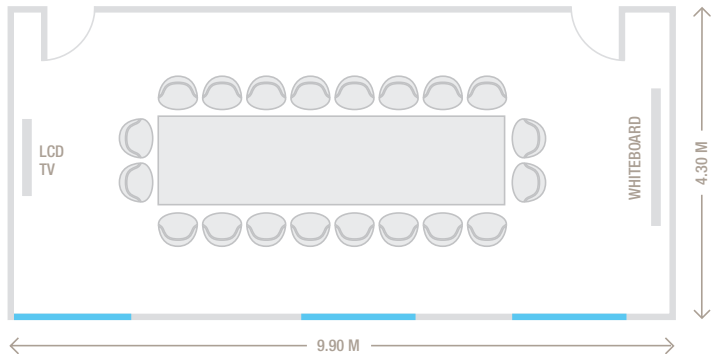 LCD
TV
WHITEBOARD
4.30 M
9.90 M